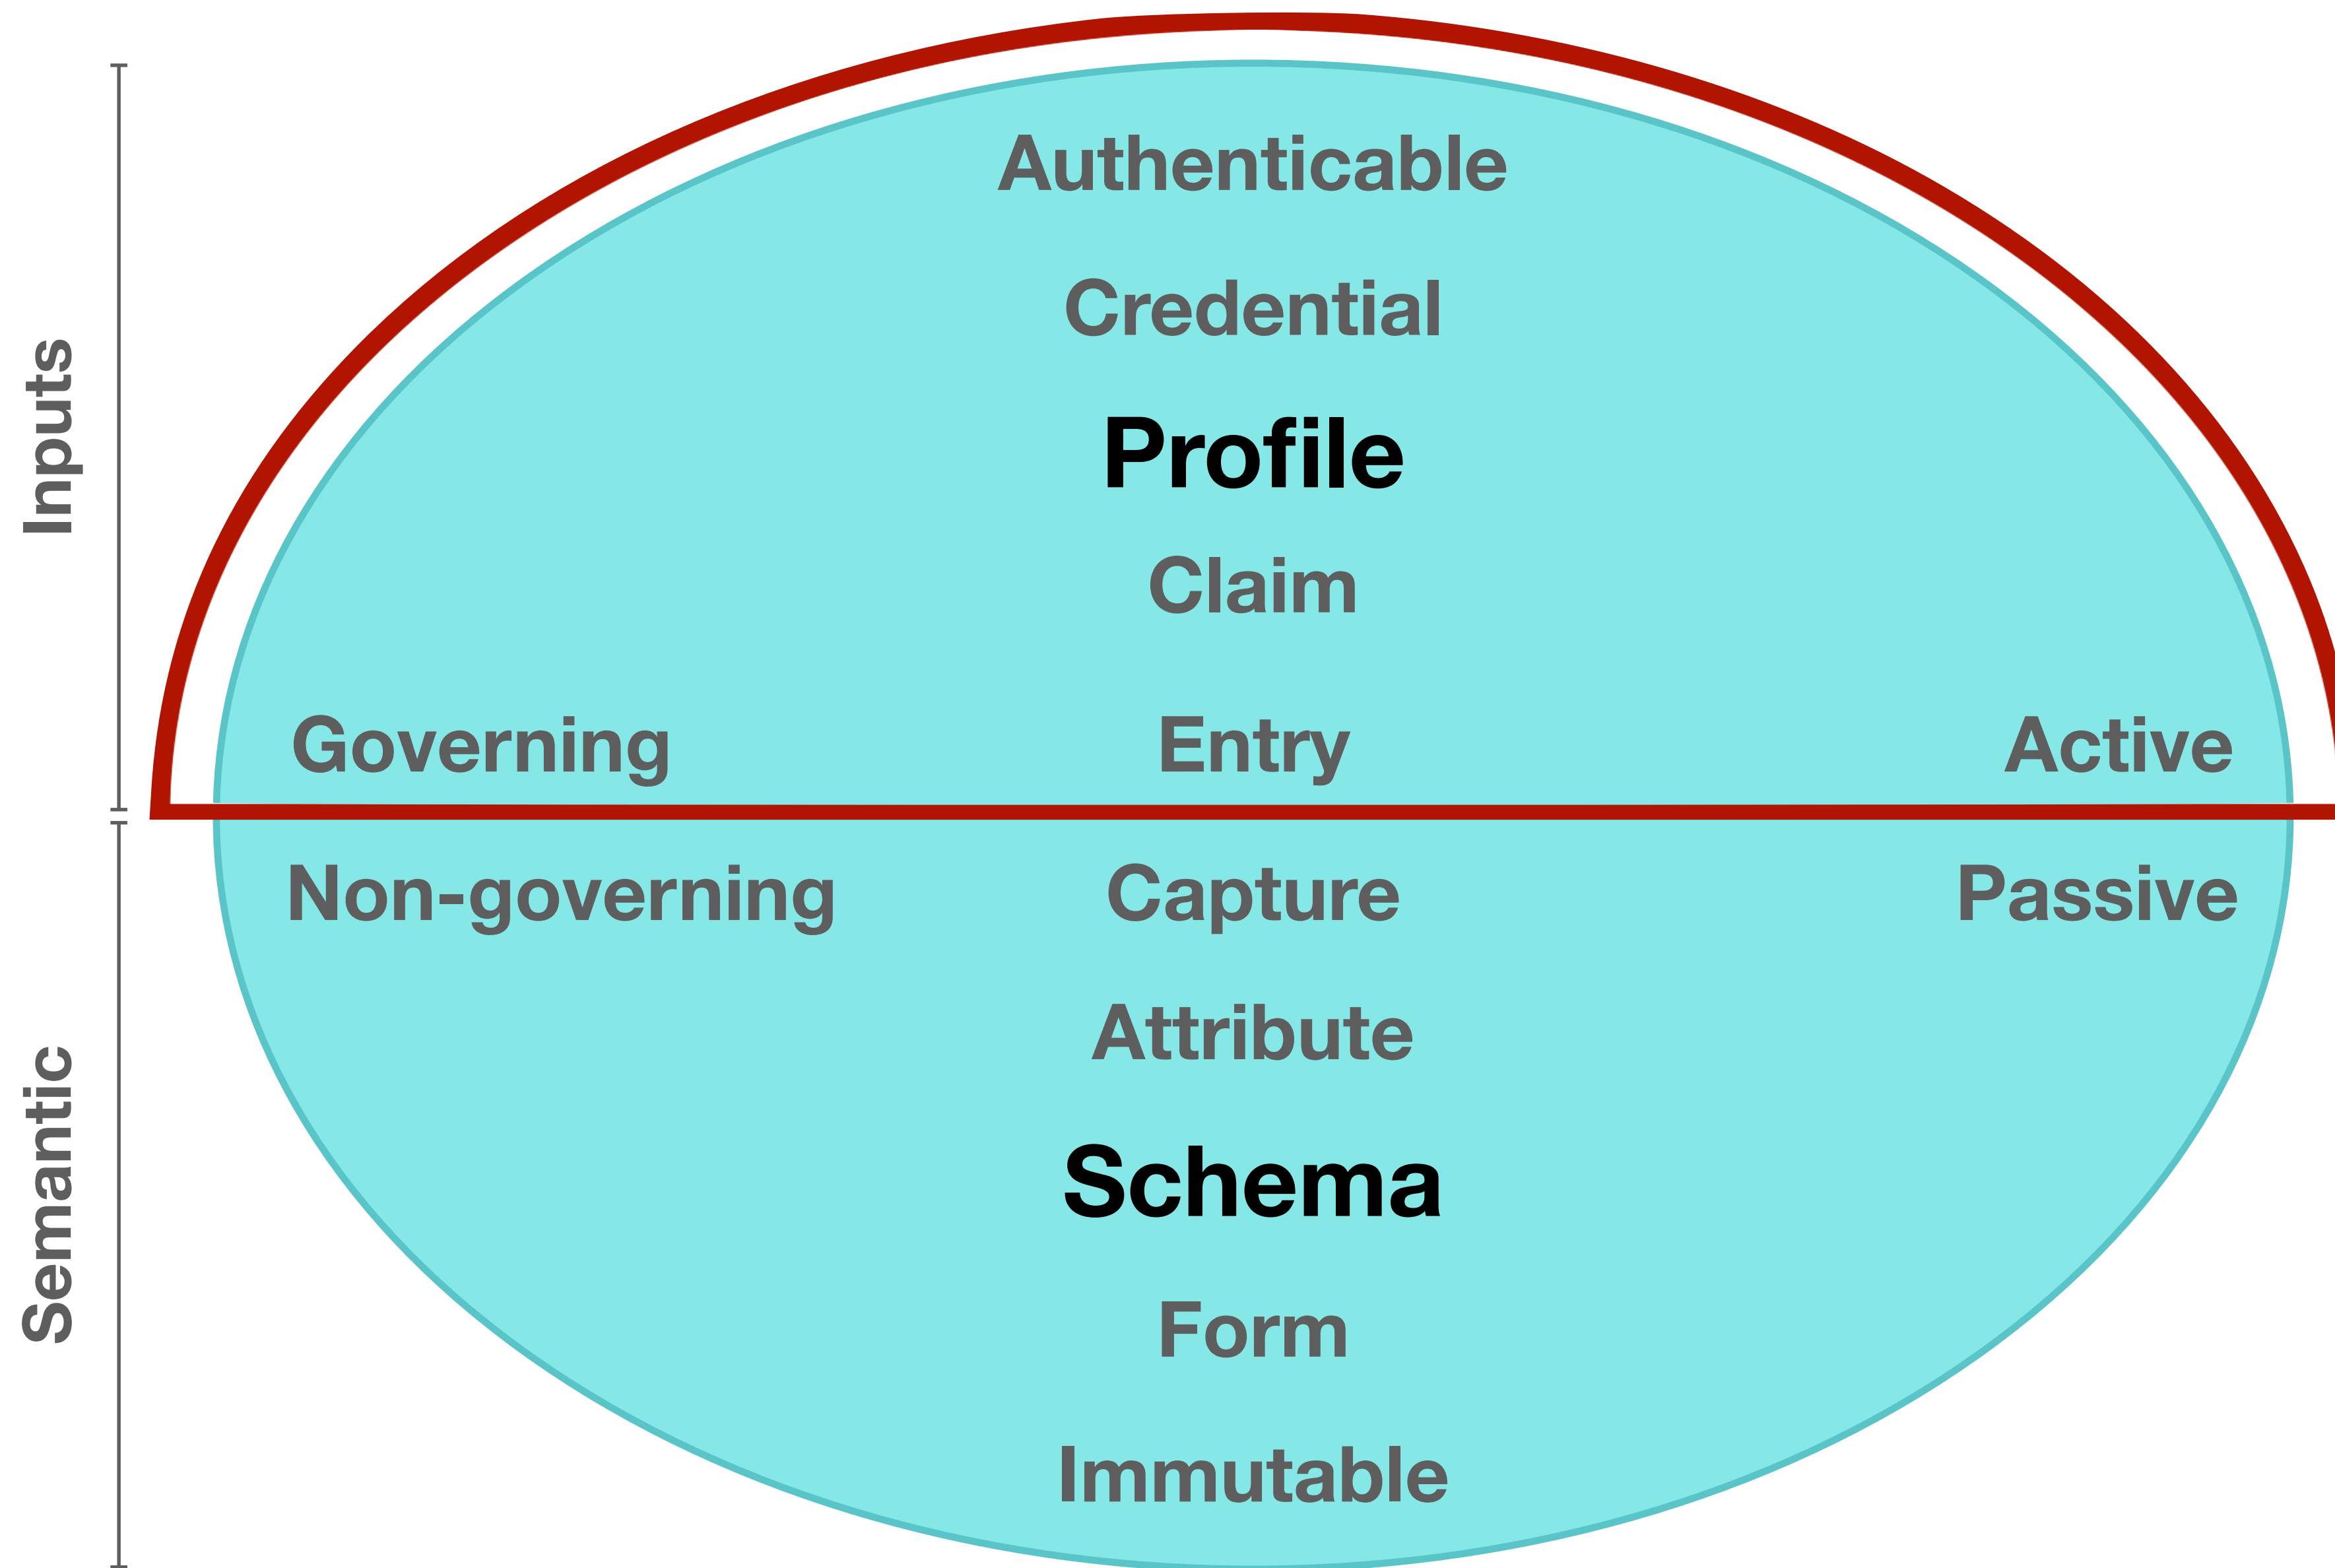 Inputs
Authenticable
Credential
Profile
Claim
Governing Entry Active
Semantic
Non-governing Capture Passive
Attribute
Schema
Form
Immutable